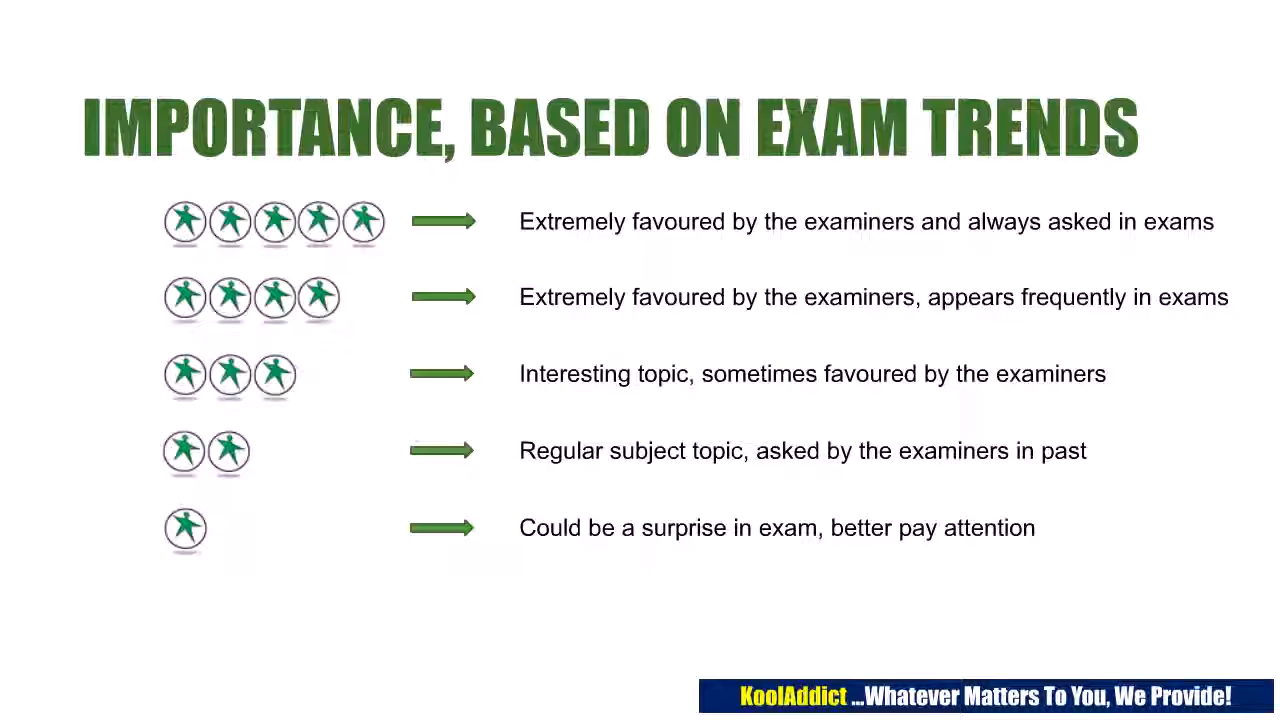 IMPORTANCE, BASED ON EXAM TRENDS
Extremely favoured by the examiners and always asked in exams
Extremely favoured by the examiners, appears frequently in exams
Interesting topic, sometimes favoured by the examiners
Regular subject topic, asked by the examiners in past
Could be a surprise in exam, better pay attention
KoolAddict ...Whatever Matters To You, We Provide!